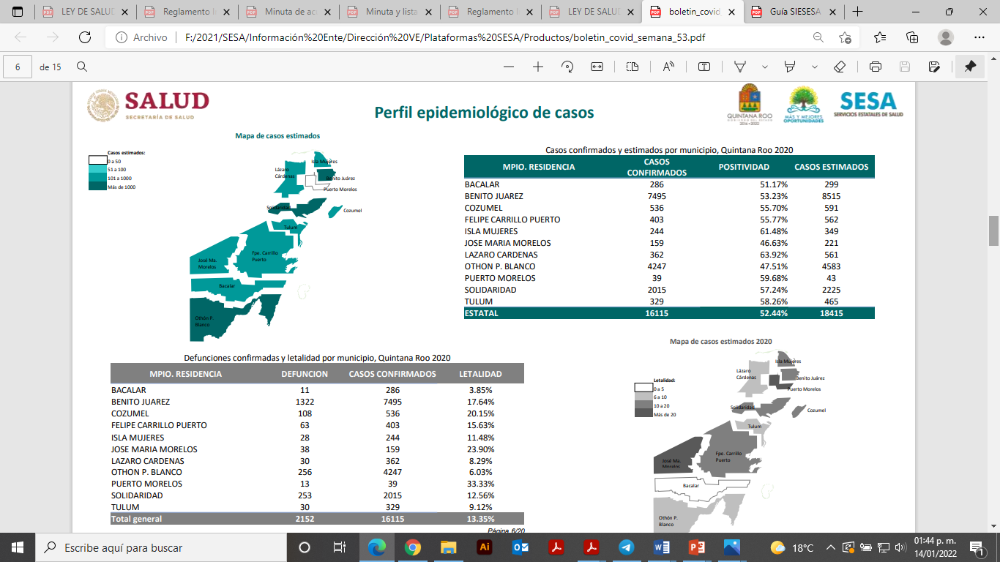 LEY DE SALUD
Reglamento I
Minuta de ac
Minuta y lista
Reglamento I
LEY DE SALUD
boletin_covid_
Guía SIESESA
Archivo
F:/2021/SESA/Información%20Ente/Dirección%20VE/Plataformas%20SESA/Productos/boletin_covid_semana_53.pdf
6 de 15
SALUD
SECRETARÍA DE SALUD
Perfil epidemiológico de casos
QUINTANA ROO
2016 • 2022
MÁS Y MEJORES
OPORTUNIDADES
SESA
SERVICIOS ESTATALES DE SALUD
Mapa de casos estimados
Casos estimados:
0 a 50
51 a 100
101 a 1000
Más de 1000
Isla Mujeres
Lázaro
Cárdenas
Benito Juárez
Puerto Morelos
Solidaridad
Cozumel
Tulum
Fpe. Carrillo
Puerto
José Ma.
Morelos
Bacalar
Othón P.
Blanco
Casos confirmados y estimados por municipio, Quintana Roo 2020
MPIO. RESIDENCIA CASOS CONFIRMADOS POSITIVIDAD CASOS ESTIMADOS
BACALAR 286 51.17% 299
BENITO JUAREZ 7495 53.23% 8515
COZUMEL 536 55.70% 591
FELIPE CARRILLO PUERTO 403 55.77% 562
ISLA MUJERES 244 61.48% 349
JOSE MARIA MORELOS 159 46.63% 221
LAZARO CARDENAS 362 63.92% 561
OTHON P. BLANCO 4247 47.51% 4583
PUERTO MORELOS 39 59.68% 43
SOLIDARIDAD 2015 57.24% 2225
TULUM 329 58.26% 465
ESTATAL 16115 52.44% 18415
Defunciones confirmadas y letalidad por municipio, Quintana Roo 2020
MPIO. RESIDENCIA DEFUNCION CASOS CONFIRMADOS LETALIDAD
BACALAR 11 286 3.85%
BENITO JUAREZ 1322 7495 17.64%
COZUMEL 108 536 20.15%
FELIPE CARRILLO PUERTO 63 403 15.63%
ISLA MUJERES 28 244 11.48%
JOSE MARIA MORELOS 38 159 23.90%
LAZARO CARDENAS 30 362 8.29%
OTHON P. BLANCO 256 4247 6.03%
PUERTO MORELOS 13 39 33.33%
SOLIDARIDAD 253 2015 12.56%
TULUM 30 329 9.12%
Total general 2152 16115 13.35%
Página 6/20
Mapa de casos estimados 2020
Letalidad:
0 a 5
6 a 10
10 a 20
Más de 20
Isla Mujeres
Lázaro
Cárdenas
Benito Juárez
Puerto Morelos
Solidaridad
Cozumel
Tulum
Fpe. Carrillo
Puerto
José Ma.
Morelos
Bacalar
Othón P.
Blanco
Escribe aquí para buscar
18°C
01:44 p. m.
14/01/2022
1